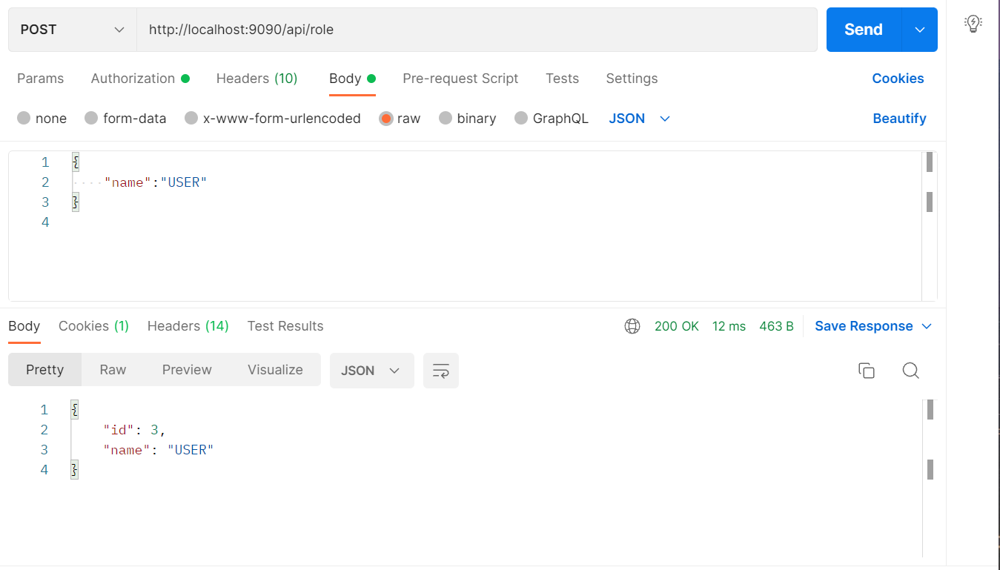 POST http://localhost:9090/api/role Send
Params Authorization Headers (10) Body Pre-request Script Tests Settings Cookies
none form-data x-www-form-urlencoded raw binary GraphQL JSON Beautify
1 {
2 "name":"USER"
3 }
4
Body Cookies (1) Headers (14) Test Results 200 OK 12 ms 463 B Save Response
Pretty Raw Preview Visualize JSON
1 {
2 "id": 3,
3 "name": "USER"
4 }